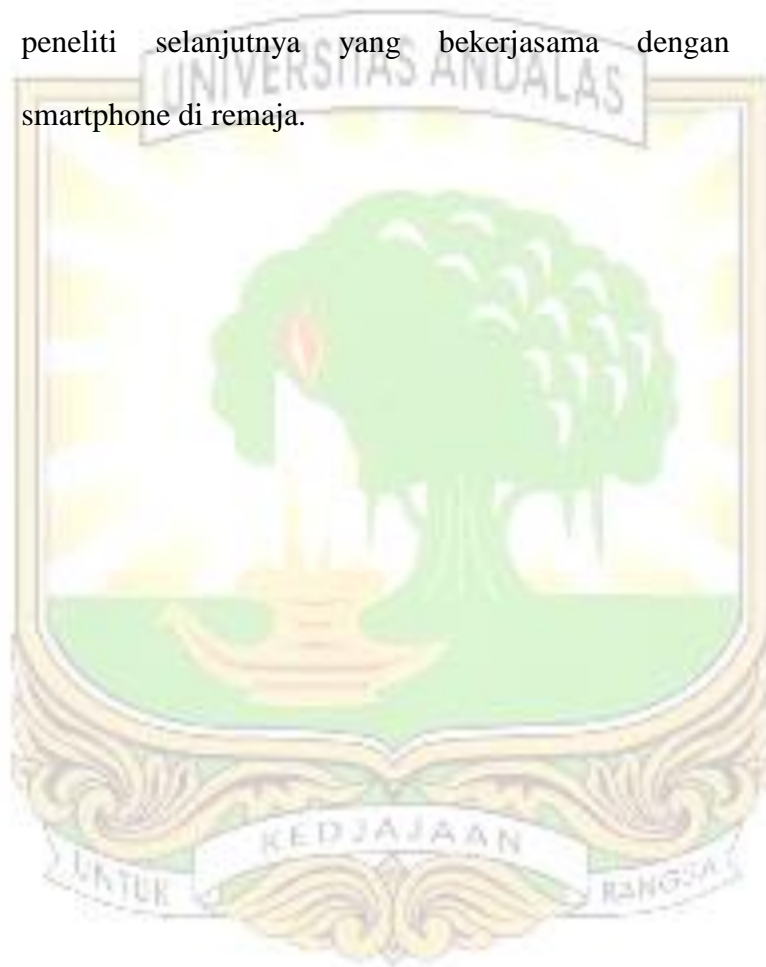 peneliti selanjutnya yang bekerjasama dengan
UNIVERSITAS ANDALAS
smartphone di remaja.
KEDJAJAAN
UNTUK
BANGSA